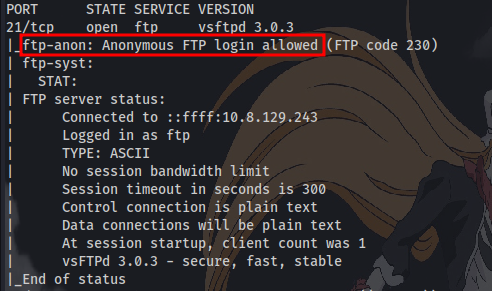 PORT STATE SERVICE VERSION
21/tcp open ftp vsftpd 3.0.3
|_ftp-anon: Anonymous FTP login allowed (FTP code 230)
| ftp-syst:
|   STAT:
| FTP server status:
|      Connected to ::ffff:10.8.129.243
|      Logged in as ftp
|      TYPE: ASCII
|      No session bandwidth limit
|      Session timeout in seconds is 300
|      Control connection is plain text
|      Data connections will be plain text
|      At session startup, client count was 1
|      vsFTPd 3.0.3 - secure, fast, stable
|_End of status